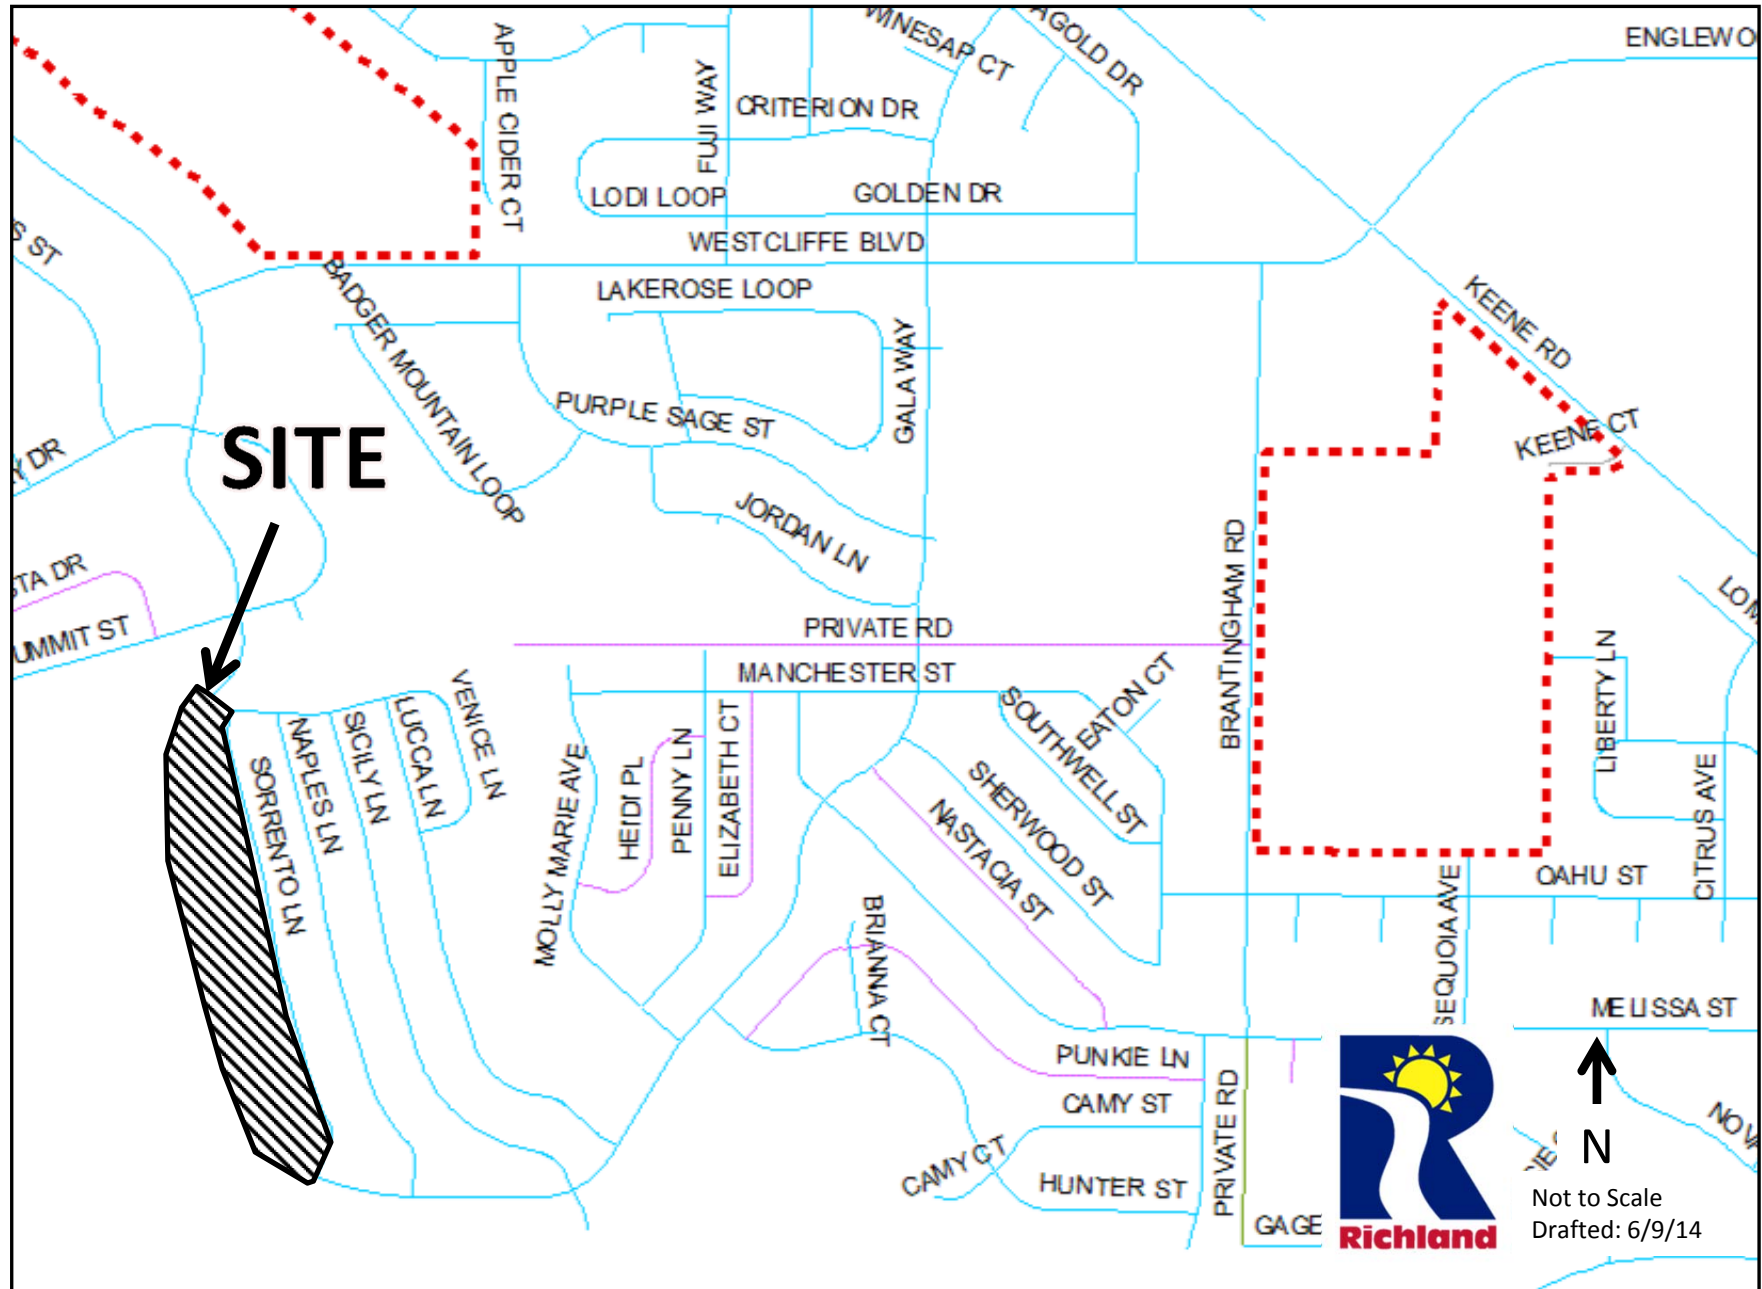 WINESAP CT
AGOLD DR
ENGLEWO
APPLE CIDER CT
FUJI WAY
CRITERION DR
LODI LOOP
GOLDEN DR
WESTCLIFFE BLVD
S ST
BADGER MOUNTAIN LOOP
LAKEROSE LOOP
KEENE RD
GALA WAY
PURPLE SAGE ST
KEENE CT
SITE
Y DR
JORDAN LN
BRANTINGHAM RD
STA DR
UMMIT ST
PRIVATE RD
MANCHESTER ST
LOM
LIBERTY LN
VENICE LN
EATON CT
SOUTHWELL ST
LUCCA LN
SICILY LN
NAPLES LN
SORRENTO LN
MOLLY MARIE AVE
HEIDI PL
PENNY LN
ELIZABETH CT
SHERWOOD ST
NASTACIA ST
CITRUS AVE
OAHU ST
SEQUOIA AVE
BRIANNA CT
MELISSA ST
PUNKIE LN
CAMY ST
PRIVATE RD
CAMY CT
HUNTER ST
NOVA
N
GAGE
Richland
Not to Scale
Drafted: 6/9/14